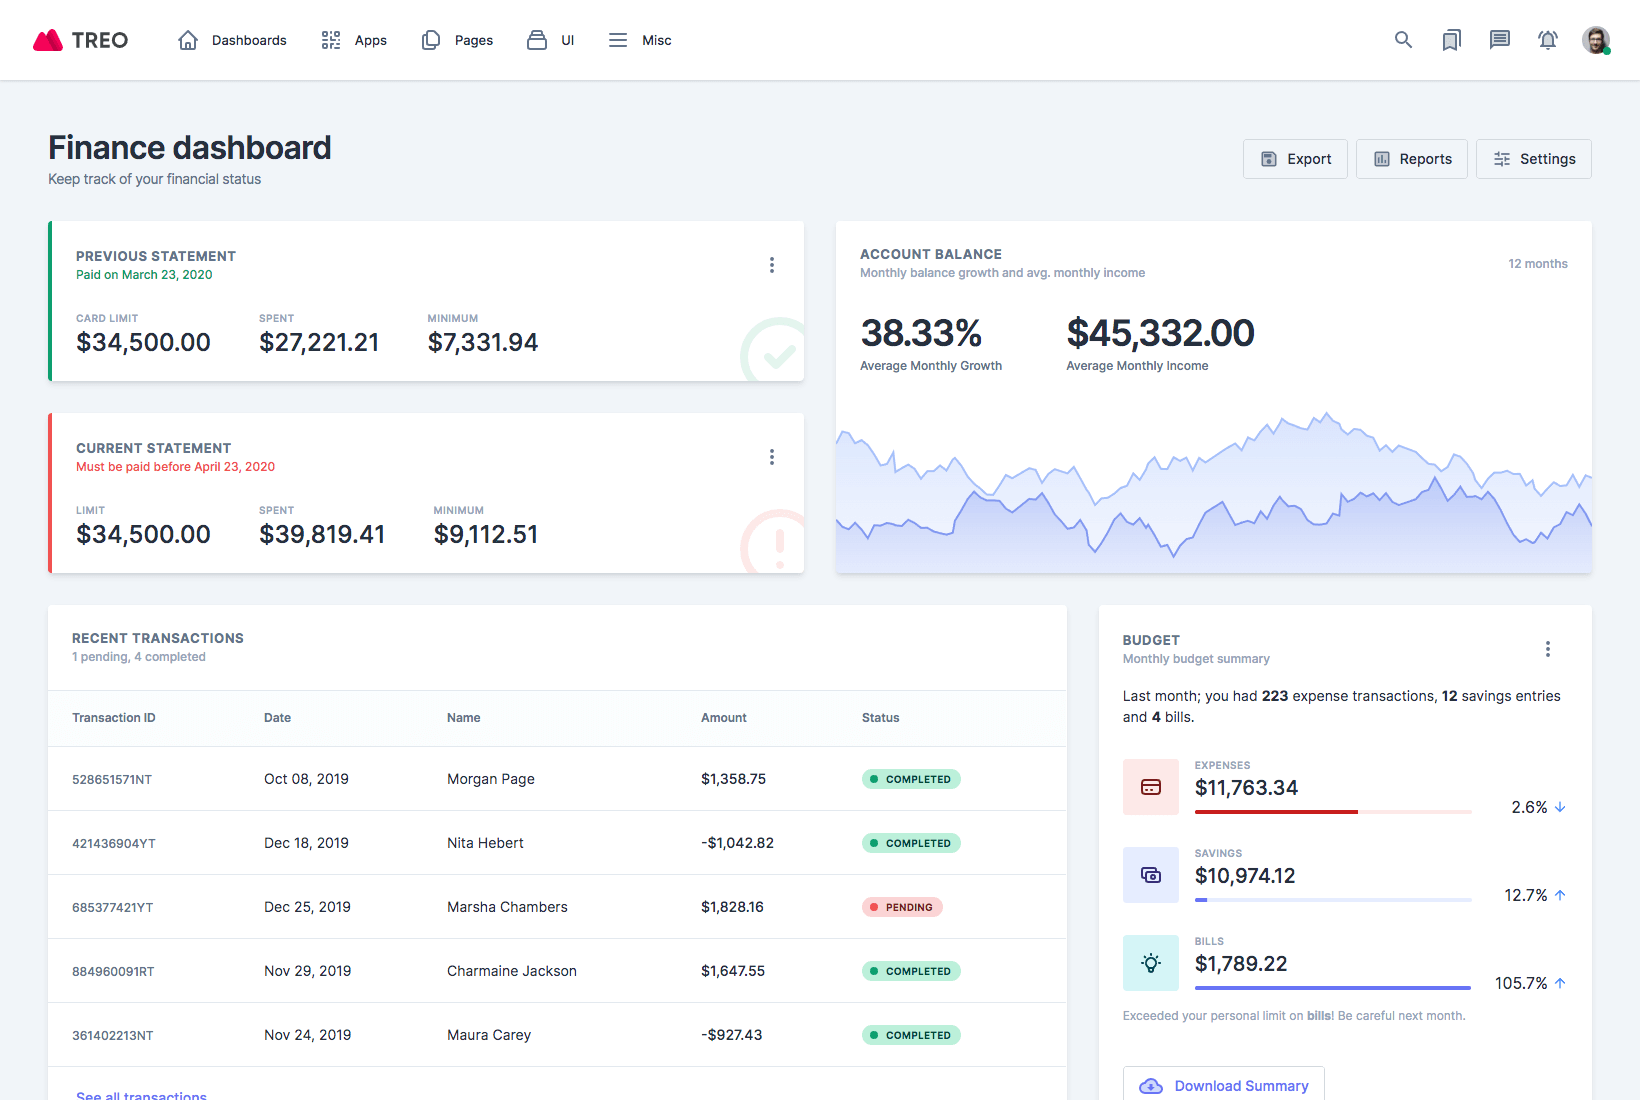 TREO
Dashboards
Apps
Pages
UI
Misc
Finance dashboard
Keep track of your financial status
Export
Reports
Settings
PREVIOUS STATEMENT
Paid on March 23, 2020
CARD LIMIT
SPENT
MINIMUM
$34,500.00
$27,221.21
$7,331.94
CURRENT STATEMENT
Must be paid before April 23, 2020
LIMIT
SPENT
MINIMUM
$34,500.00
$39,819.41
$9,112.51
ACCOUNT BALANCE
Monthly balance growth and avg. monthly income
12 months
38.33%
$45,332.00
Average Monthly Growth
Average Monthly Income
RECENT TRANSACTIONS
1 pending, 4 completed
Transaction ID Date Name Amount Status
528651571NT Oct 08, 2019 Morgan Page $1,358.75 COMPLETED
421436904YT Dec 18, 2019 Nita Hebert -$1,042.82 COMPLETED
685377421YT Dec 25, 2019 Marsha Chambers $1,828.16 PENDING
884960091RT Nov 29, 2019 Charmaine Jackson $1,647.55 COMPLETED
361402213NT Nov 24, 2019 Maura Carey -$927.43 COMPLETED
See all transactions
BUDGET
Monthly budget summary
Last month; you had 223 expense transactions, 12 savings entries
and 4 bills.
EXPENSES
$11,763.34
2.6%
SAVINGS
$10,974.12
12.7%
BILLS
$1,789.22
105.7%
Exceeded your personal limit on bills! Be careful next month.
Download Summary